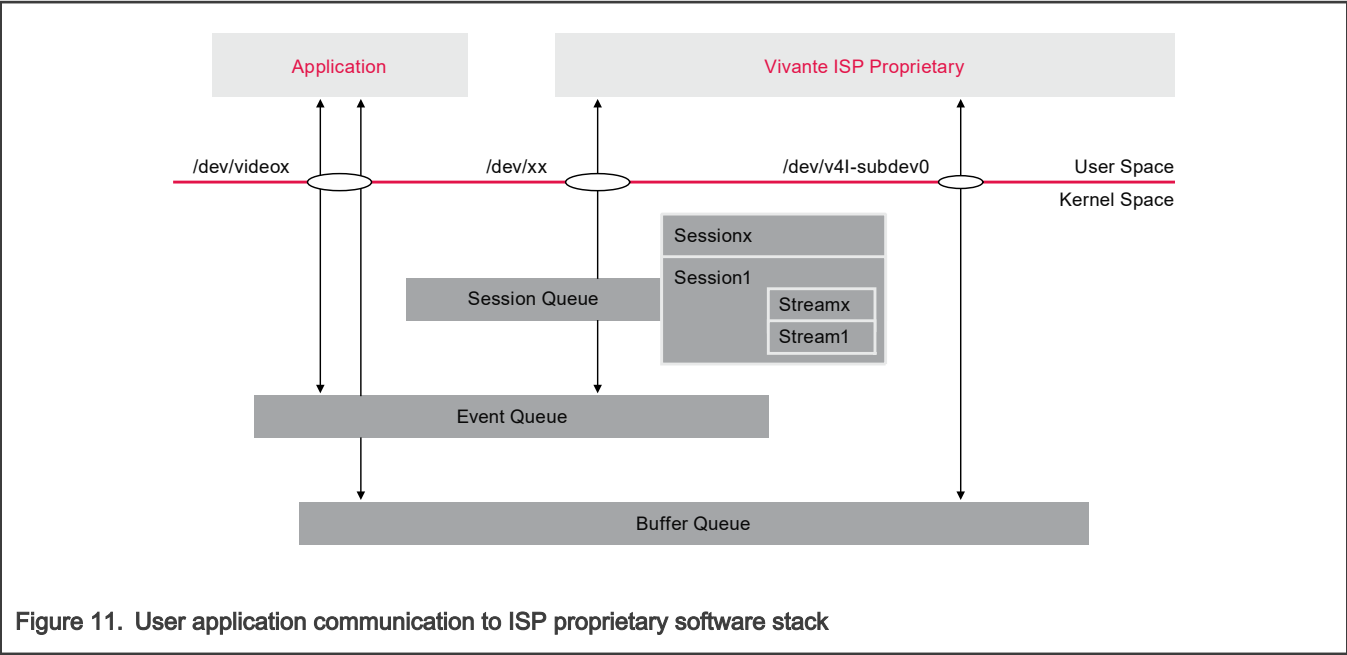 Application
Vivante ISP Proprietary
/dev/videox
/dev/xx
/dev/v4l-subdev0
User Space
Kernel Space
Sessionx
Session1
Session Queue
Streamx
Stream1
Event Queue
Buffer Queue
Figure 11. User application communication to ISP proprietary software stack